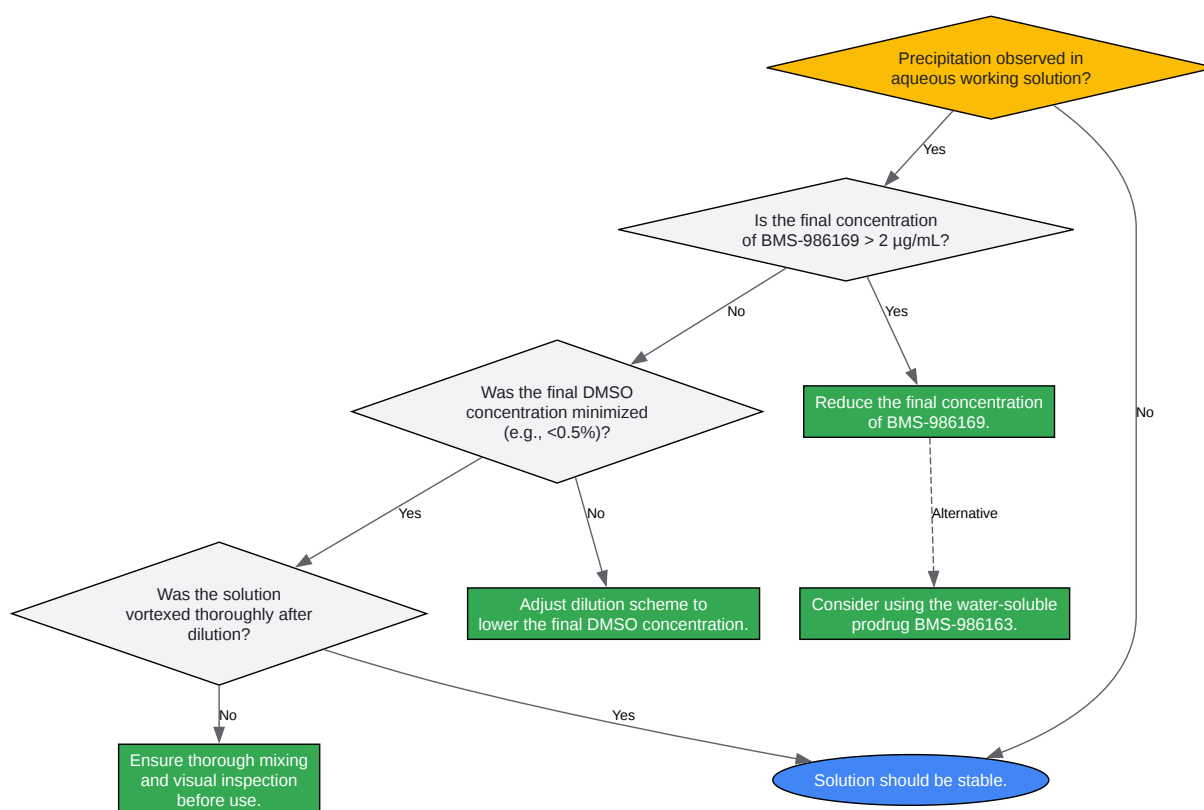 Precipitation observed in
aqueous working solution?
Yes
Is the final concentration
of BMS-986169 > 2 µg/mL?
No
Yes
Was the final DMSO
concentration minimized
(e.g., <0.5%)?
Reduce the final concentration
of BMS-986169.
No
Yes
No
Alternative
Was the solution
vortexed thoroughly after
dilution?
Adjust dilution scheme to
lower the final DMSO concentration.
Consider using the water-soluble
prodrug BMS-986163.
No
Yes
Ensure thorough mixing
and visual inspection
before use.
Solution should be stable.